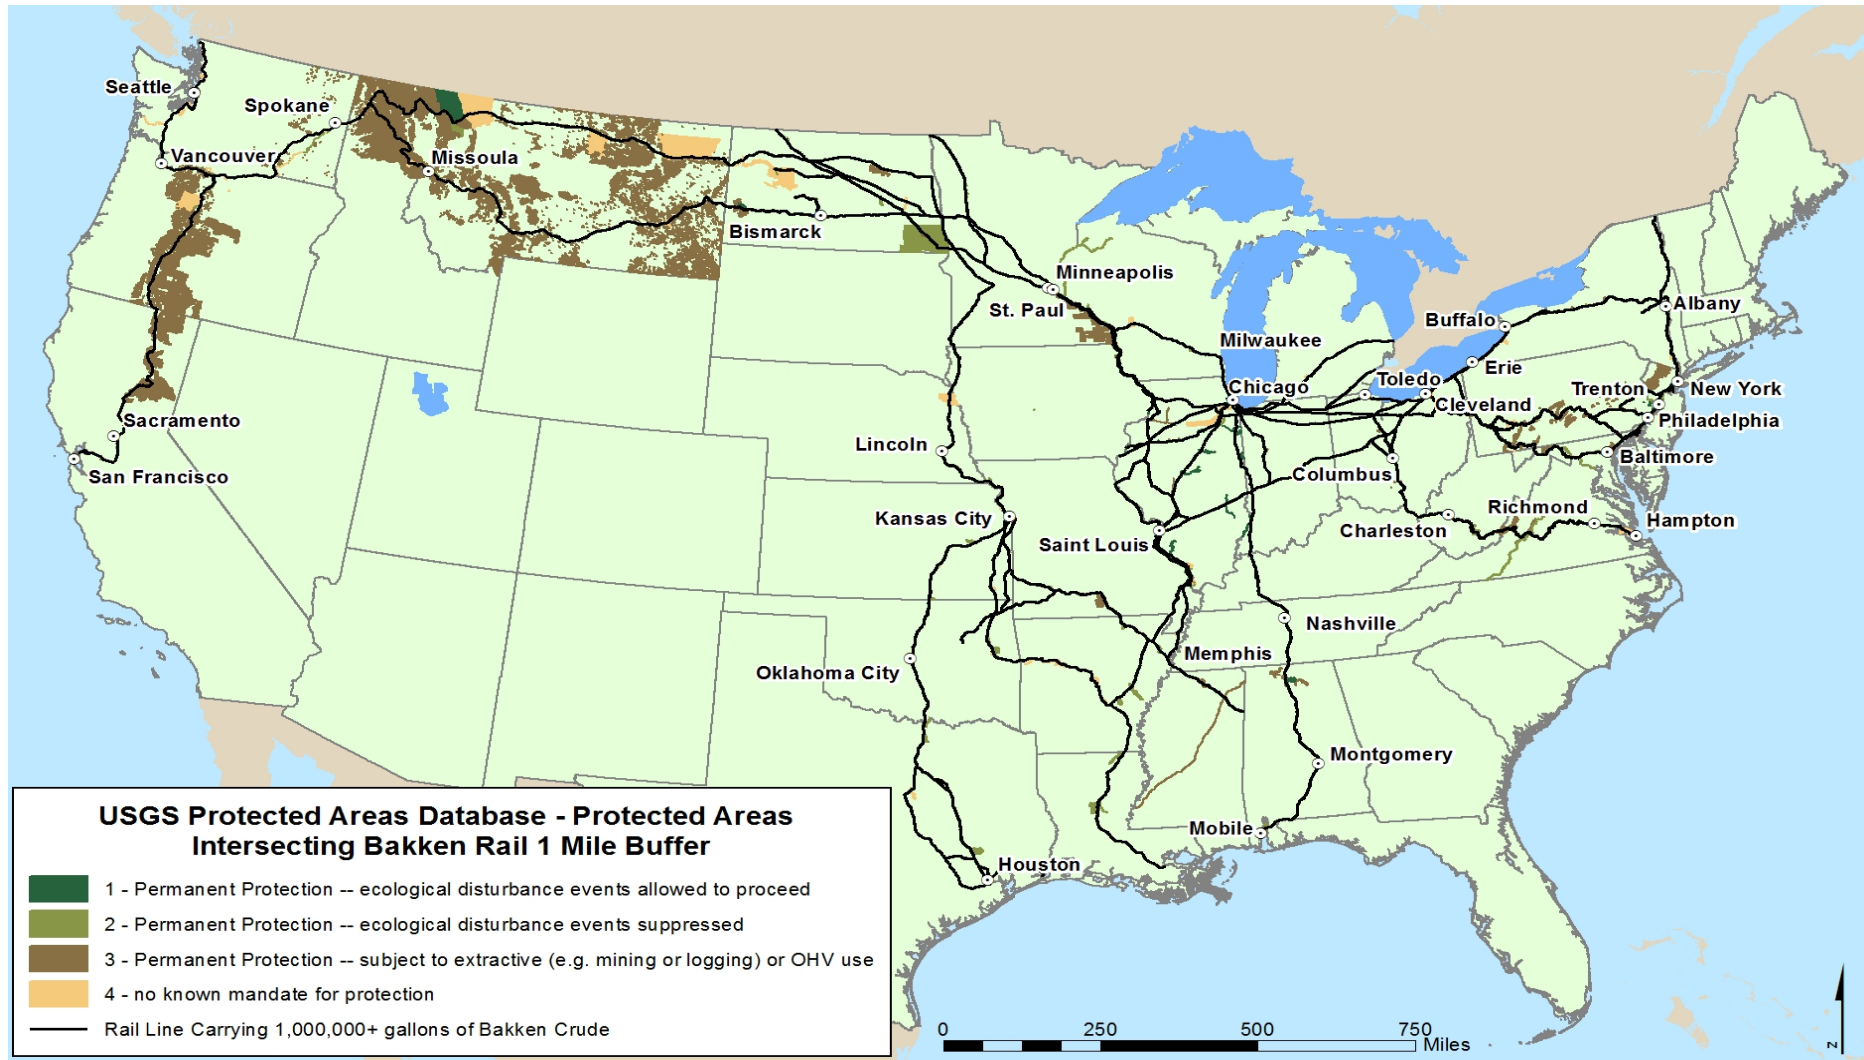 Seattle
Spokane
Vancouver
Missoula
Bismarck
Minneapolis
St. Paul
Milwaukee
Buffalo
Albany
Erie
Chicago
Toledo
Trenton
New York
Cleveland
Philadelphia
Sacramento
Lincoln
Baltimore
San Francisco
Columbus
Richmond
Kansas City
Hampton
Charleston
Saint Louis
Nashville
Memphis
Oklahoma City
Montgomery
Mobile
Houston
USGS Protected Areas Database - Protected Areas
Intersecting Bakken Rail 1 Mile Buffer
1 - Permanent Protection -- ecological disturbance events allowed to proceed
2 - Permanent Protection -- ecological disturbance events suppressed
3 - Permanent Protection -- subject to extractive (e.g. mining or logging) or OHV use
4 - no known mandate for protection
Rail Line Carrying 1,000,000+ gallons of Bakken Crude
0 250 500 750
Miles
N